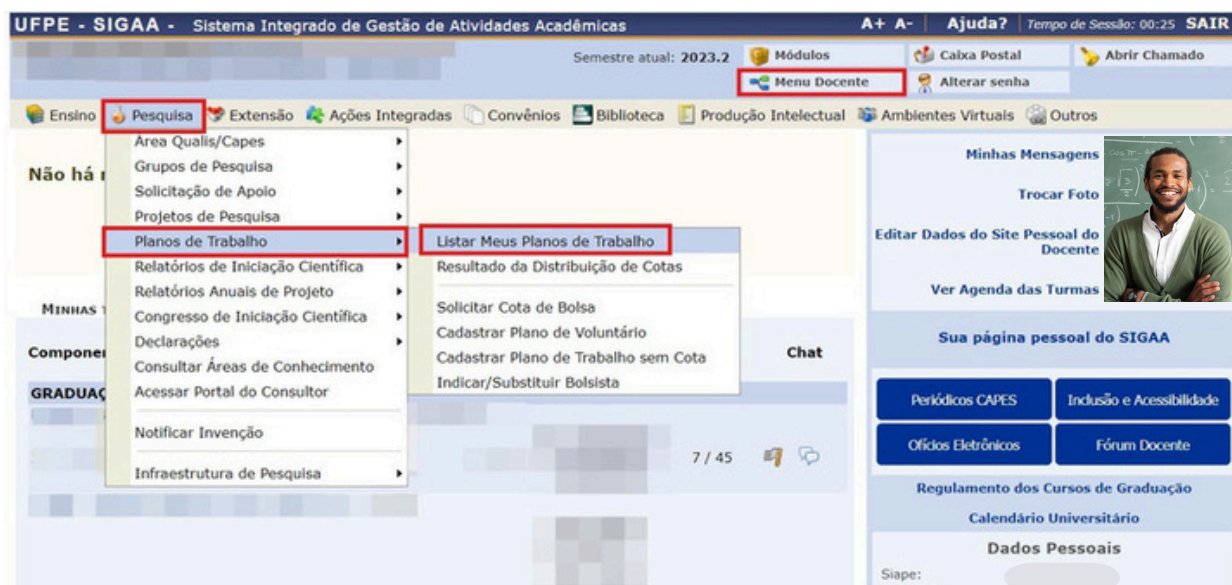 UFPE - SIGAA - Sistema Integrado de Gestão de Atividades Acadêmicas A+ A- Ajuda? Tempo de Sessão: 00:25 SAIR
Semestre atual: 2023.2 Módulos Caixa Postal Abrir Chamado
Menu Docente Alterar senha
Ensino Pesquisa Extensão Ações Integradas Convênios Biblioteca Produção Intelectual Ambientes Virtuais Outros
Área Qualis/Capes
Grupos de Pesquisa
Solicitação de Apoio
Projetos de Pesquisa
Planos de Trabalho
Relatórios de Iniciação Científica
Relatórios Anuais de Projeto
Congresso de Iniciação Científica
Declarações
Consultar Áreas de Conhecimento
Acessar Portal do Consultor
Notificar Invenção
Infraestrutura de Pesquisa
Listar Meus Planos de Trabalho
Resultado da Distribuição de Cotas
Solicitar Cota de Bolsa
Cadastrar Plano de Voluntário
Cadastrar Plano de Trabalho sem Cota
Indicar/Substituir Bolsista
Não há
MINHAS
Chat
7 / 45
Minhas Mensagens
Trocar Foto
Editar Dados do Site Pessoal do
Docente
Ver Agenda das Turmas
Sua página pessoal do SIGAA
Periódicos CAPES Inclusão e Acessibilidade
Ofícios Eletrônicos Fórum Docente
Regulamento dos Cursos de Graduação
Calendário Universitário
Dados Pessoais
Siape: